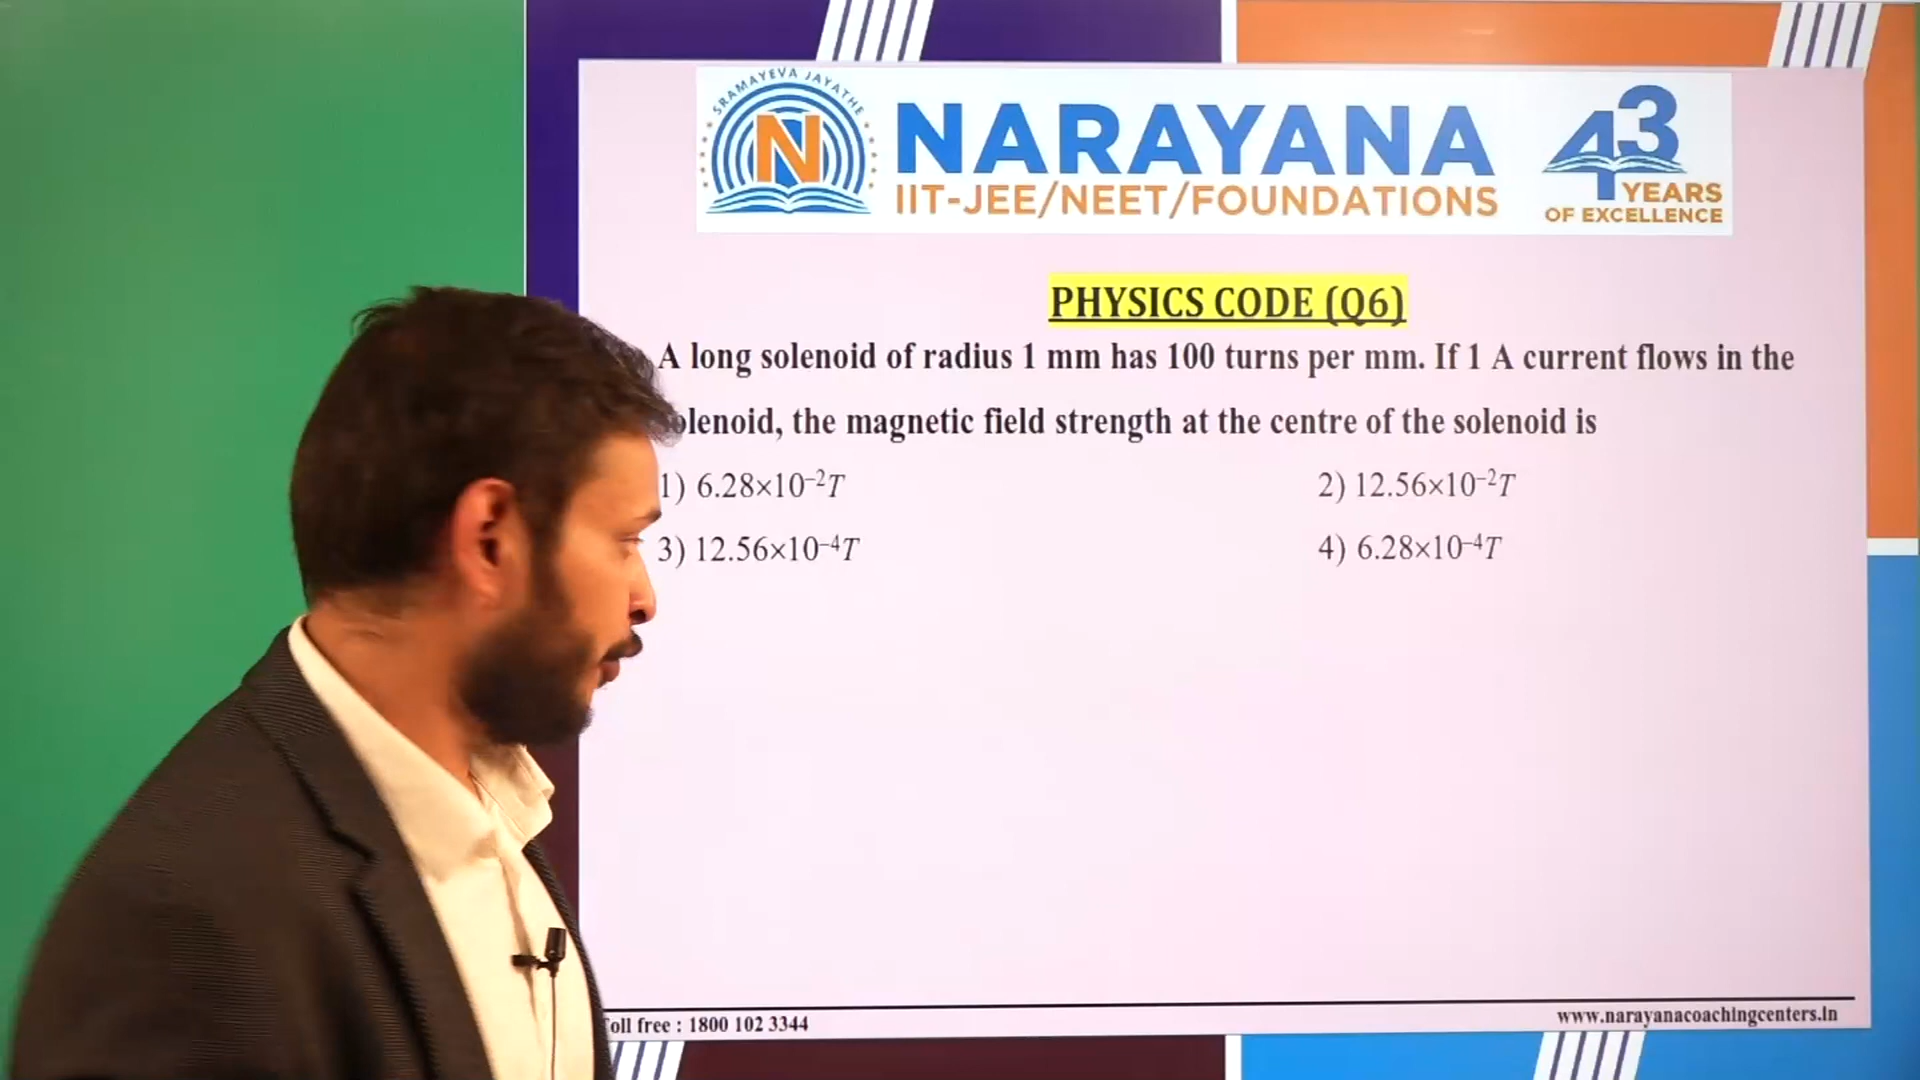 SRAMAYEVA JAYATHE
N
NARAYANA
IIT-JEE/NEET/FOUNDATIONS
43
YEARS
OF EXCELLENCE
PHYSICS CODE (Q6)
A long solenoid of radius 1 mm has 100 turns per mm. If 1 A current flows in the
olenoid, the magnetic field strength at the centre of the solenoid is
1) 6.28×10⁻²T 2) 12.56×10⁻²T
3) 12.56×10⁻⁴T 4) 6.28×10⁻⁴T
Toll free : 1800 102 3344 www.narayanacoachingcenters.in